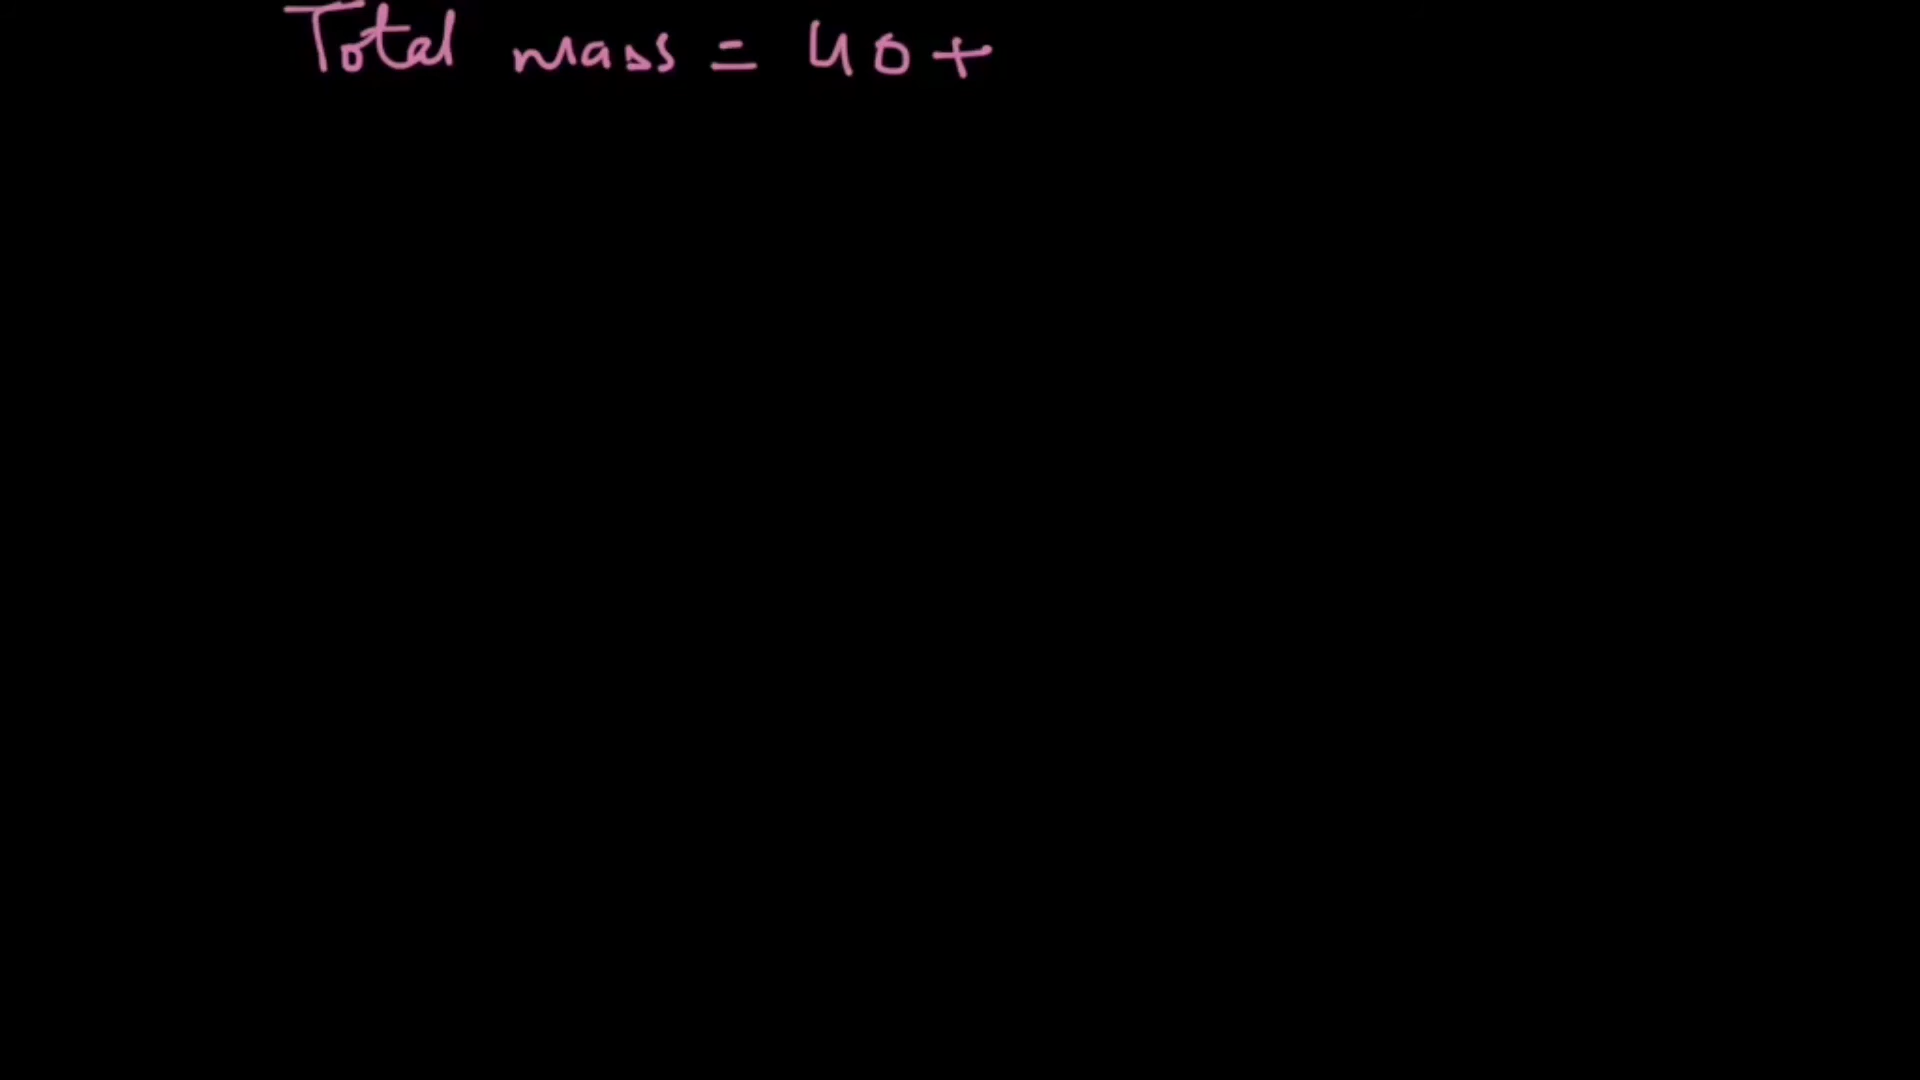 Total mass = 40 +